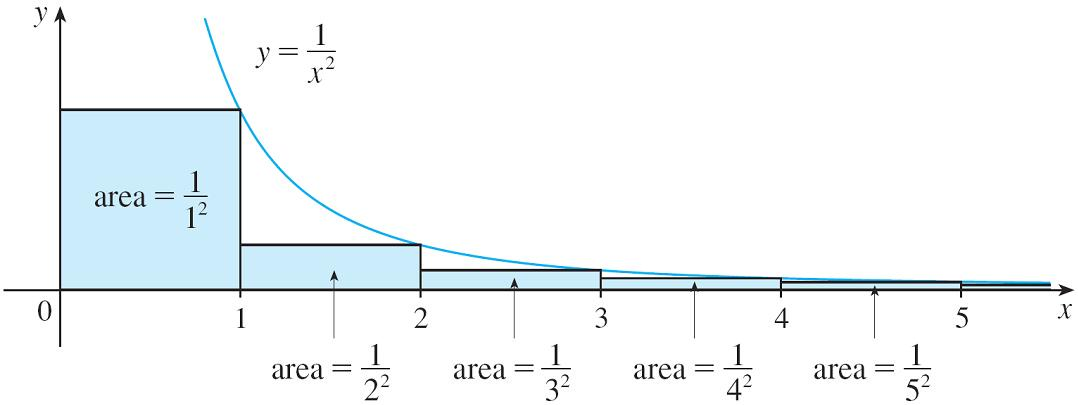 y
y = 1/x²
area = 1/1²
0 1 2 3 4 5 x
area = 1/2² area = 1/3² area = 1/4² area = 1/5²